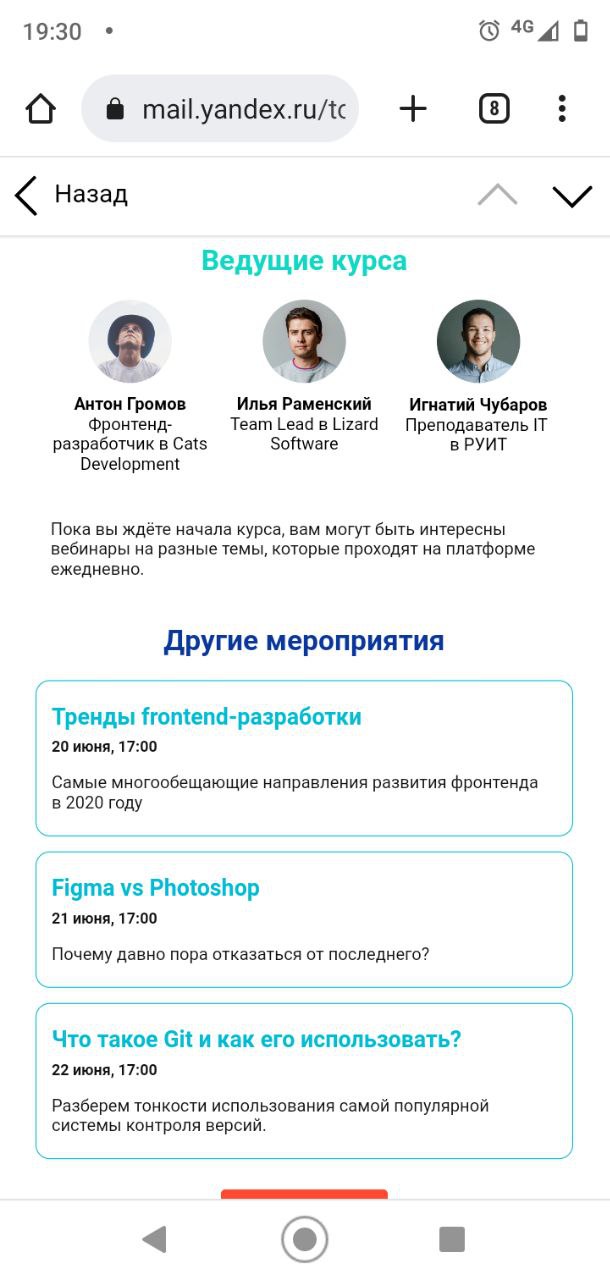 19:30
4G
mail.yandex.ru/to
8
Назад
Ведущие курса
Антон Громов
Фронтенд-
разработчик в Cats
Development
Илья Раменский
Team Lead в Lizard
Software
Игнатий Чубаров
Преподаватель IT
в РУИТ
Пока вы ждёте начала курса, вам могут быть интересны
вебинары на разные темы, которые проходят на платформе
ежедневно.
Другие мероприятия
Тренды frontend-разработки
20 июня, 17:00
Самые многообещающие направления развития фронтенда
в 2020 году
Figma vs Photoshop
21 июня, 17:00
Почему давно пора отказаться от последнего?
Что такое Git и как его использовать?
22 июня, 17:00
Разберем тонкости использования самой популярной
системы контроля версий.